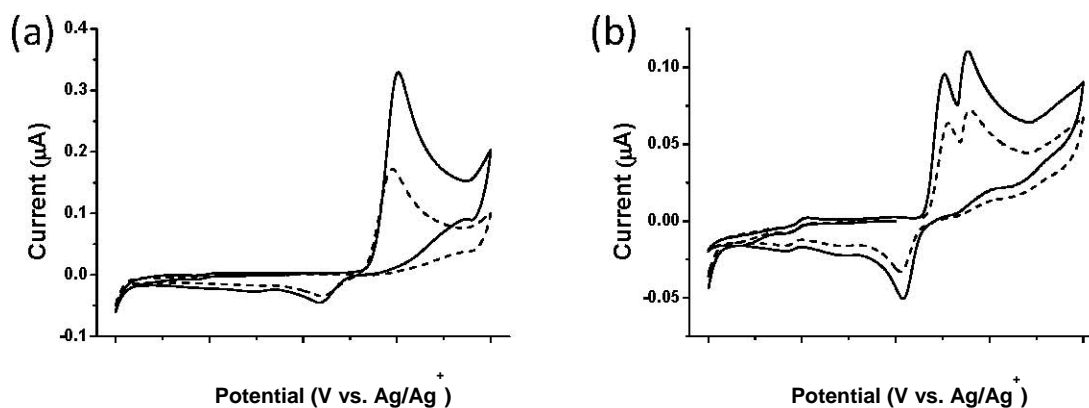 (a)
0.4
0.3
0.2
0.1
0.0
-0.1
Current (μA)
Potential (V vs. Ag/Ag+)
(b)
0.10
0.05
0.00
-0.05
Current (μA)
Potential (V vs. Ag/Ag+)